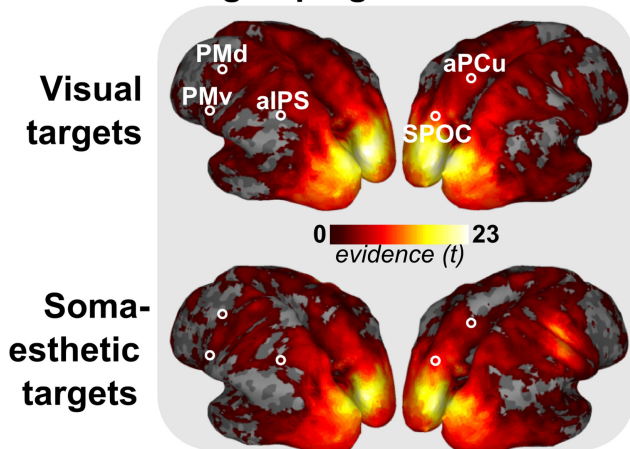 Visual
targets
PMd
PMv
aIPS
aPCu
SPOC
0
23
evidence (t)
Soma-
esthetic
targets